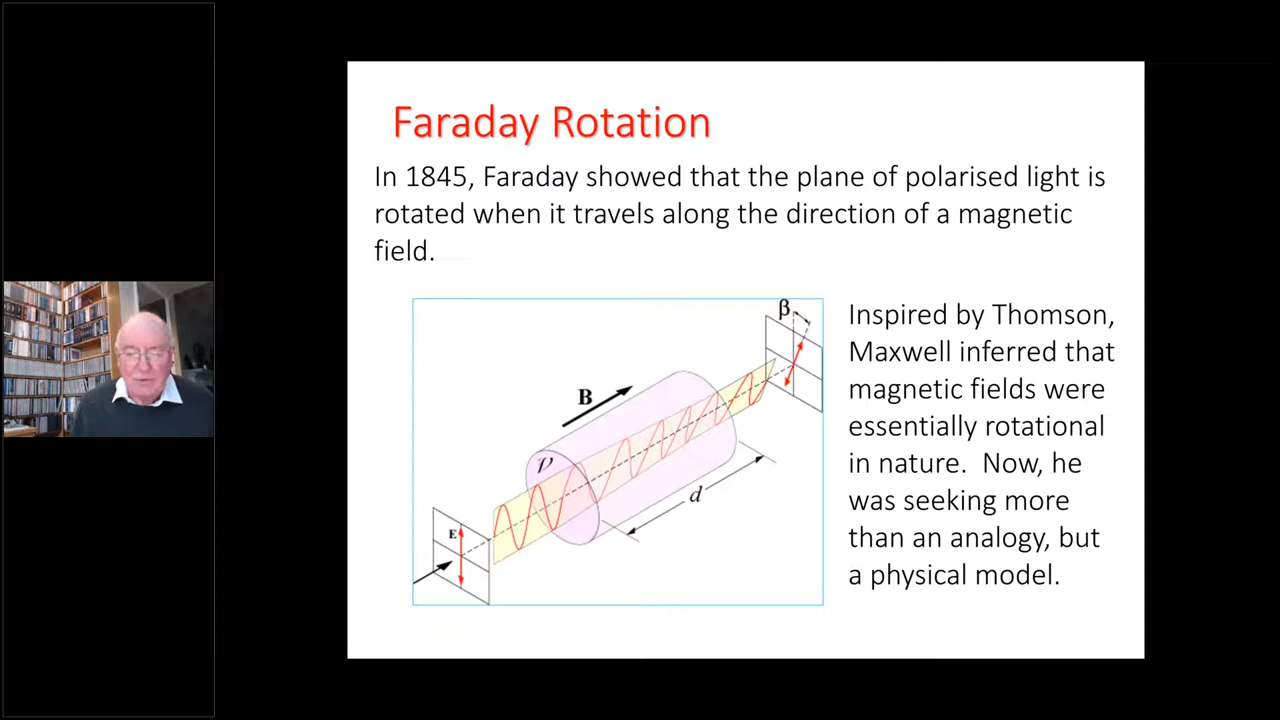 Faraday Rotation
In 1845, Faraday showed that the plane of polarised light is
rotated when it travels along the direction of a magnetic
field.
β
B
𝒱
d
E
Inspired by Thomson,
Maxwell inferred that
magnetic fields were
essentially rotational
in nature. Now, he
was seeking more
than an analogy, but
a physical model.